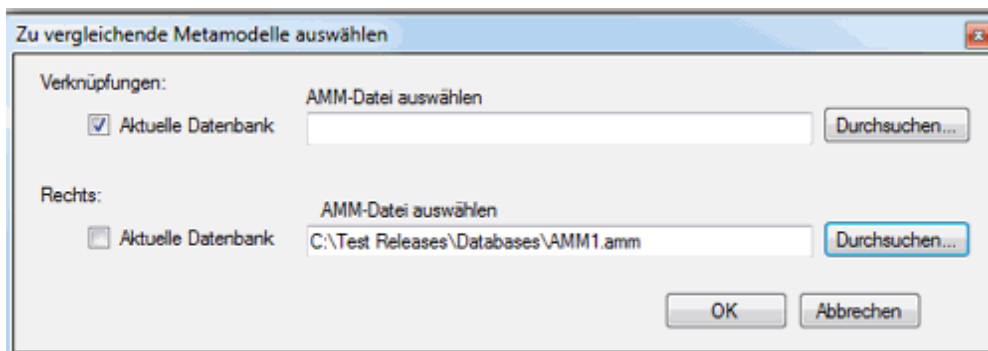 Zu vergleichende Metamodelle auswählen
Verknüpfungen:
AMM-Datei auswählen
Aktuelle Datenbank
Durchsuchen...
Rechts:
AMM-Datei auswählen
Aktuelle Datenbank
C:\Test Releases\Databases\AMM1.amm
Durchsuchen...
OK
Abbrechen